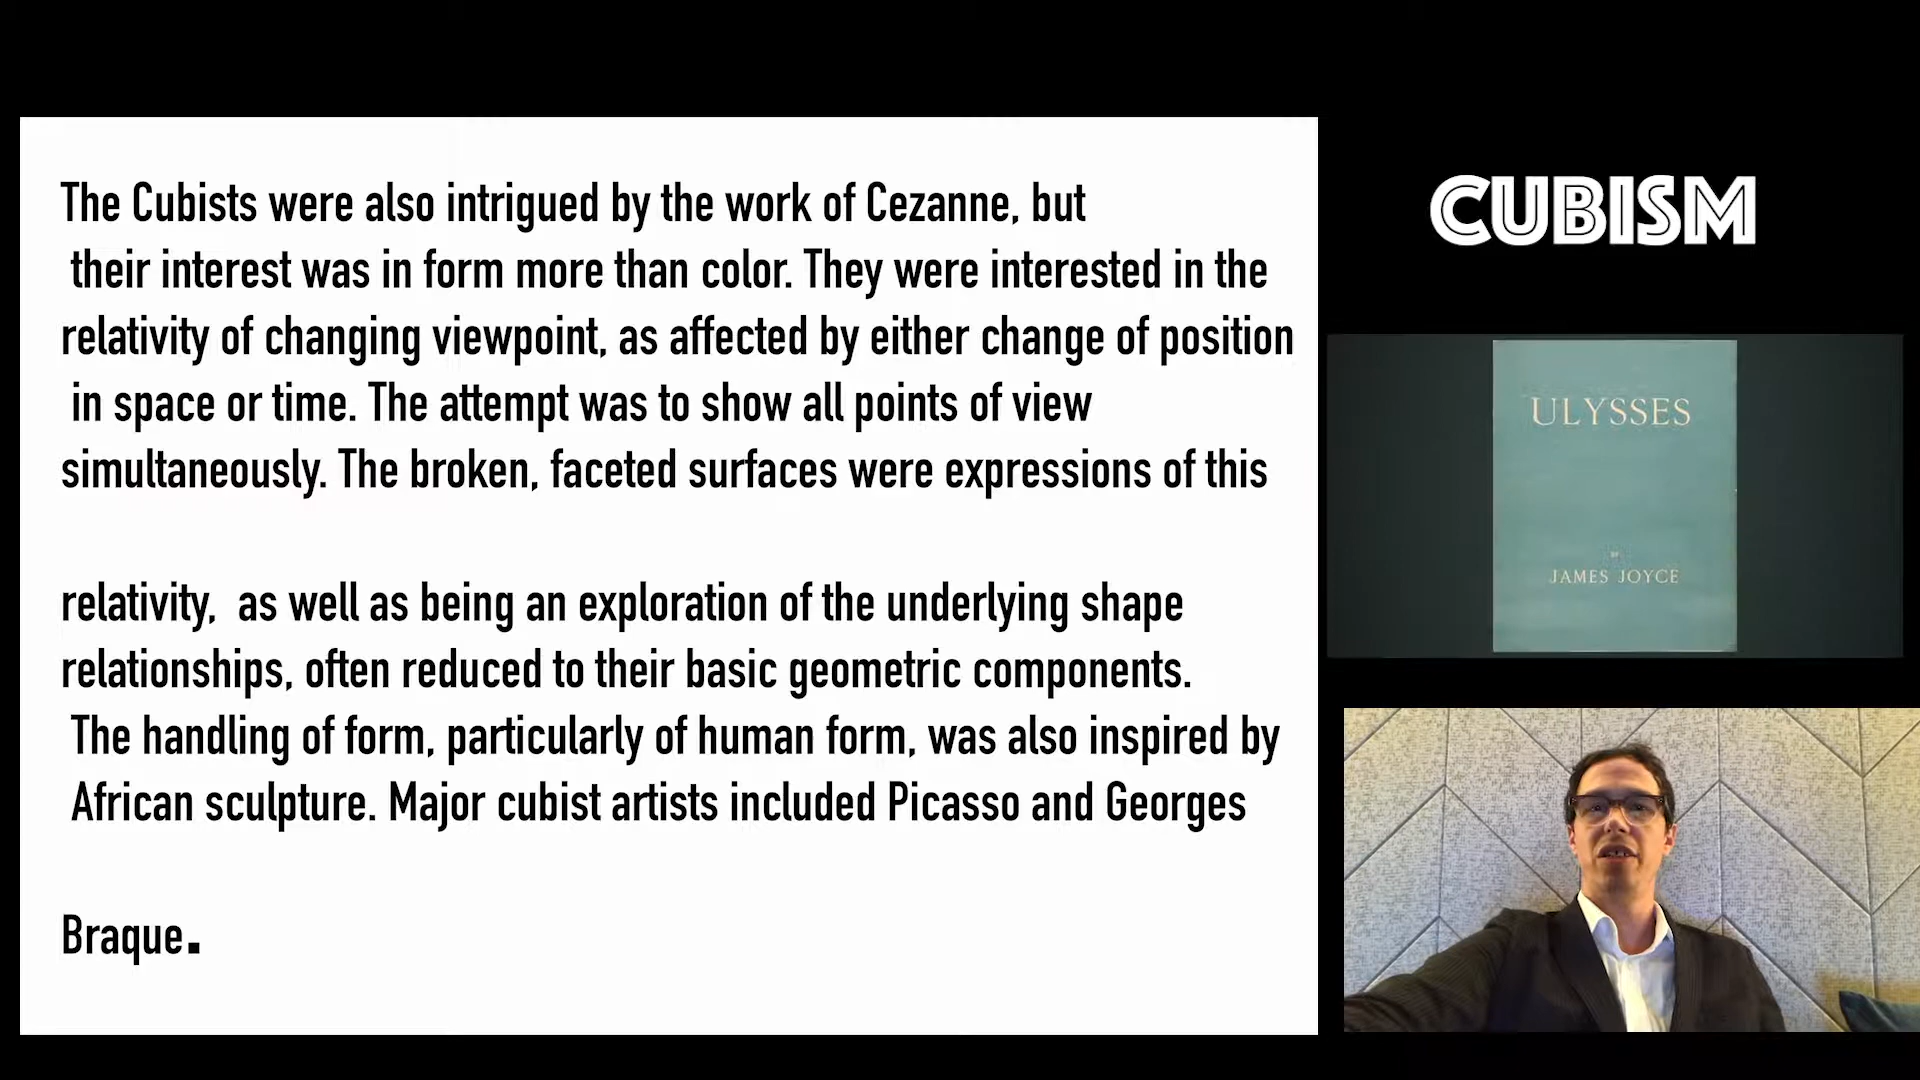 The Cubists were also intrigued by the work of Cezanne, but
their interest was in form more than color. They were interested in the
relativity of changing viewpoint, as affected by either change of position
in space or time. The attempt was to show all points of view
simultaneously. The broken, faceted surfaces were expressions of this
relativity, as well as being an exploration of the underlying shape
relationships, often reduced to their basic geometric components.
The handling of form, particularly of human form, was also inspired by
African sculpture. Major cubist artists included Picasso and Georges
Braque.
CUBISM
ULYSSES
BY
JAMES JOYCE